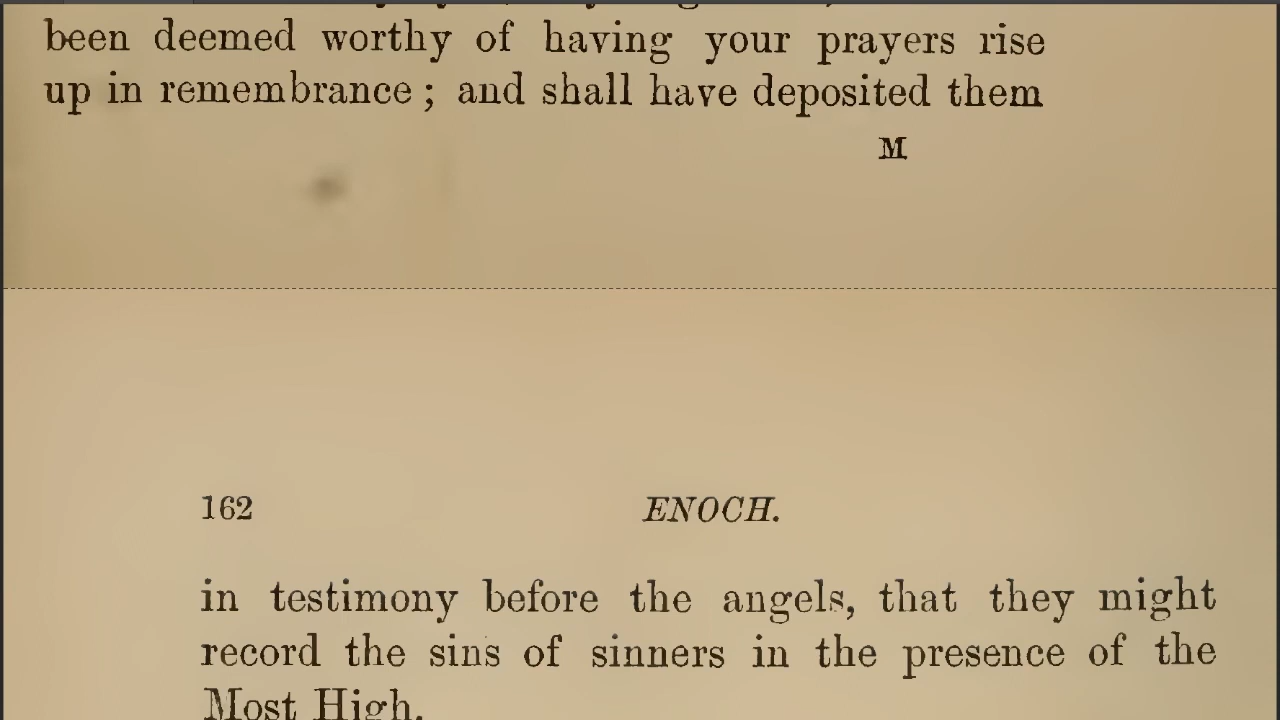 been deemed worthy of having your prayers rise
up in remembrance ; and shall have deposited them
M
162 ENOCH.
in testimony before the angels, that they might
record the sins of sinners in the presence of the
Most High.